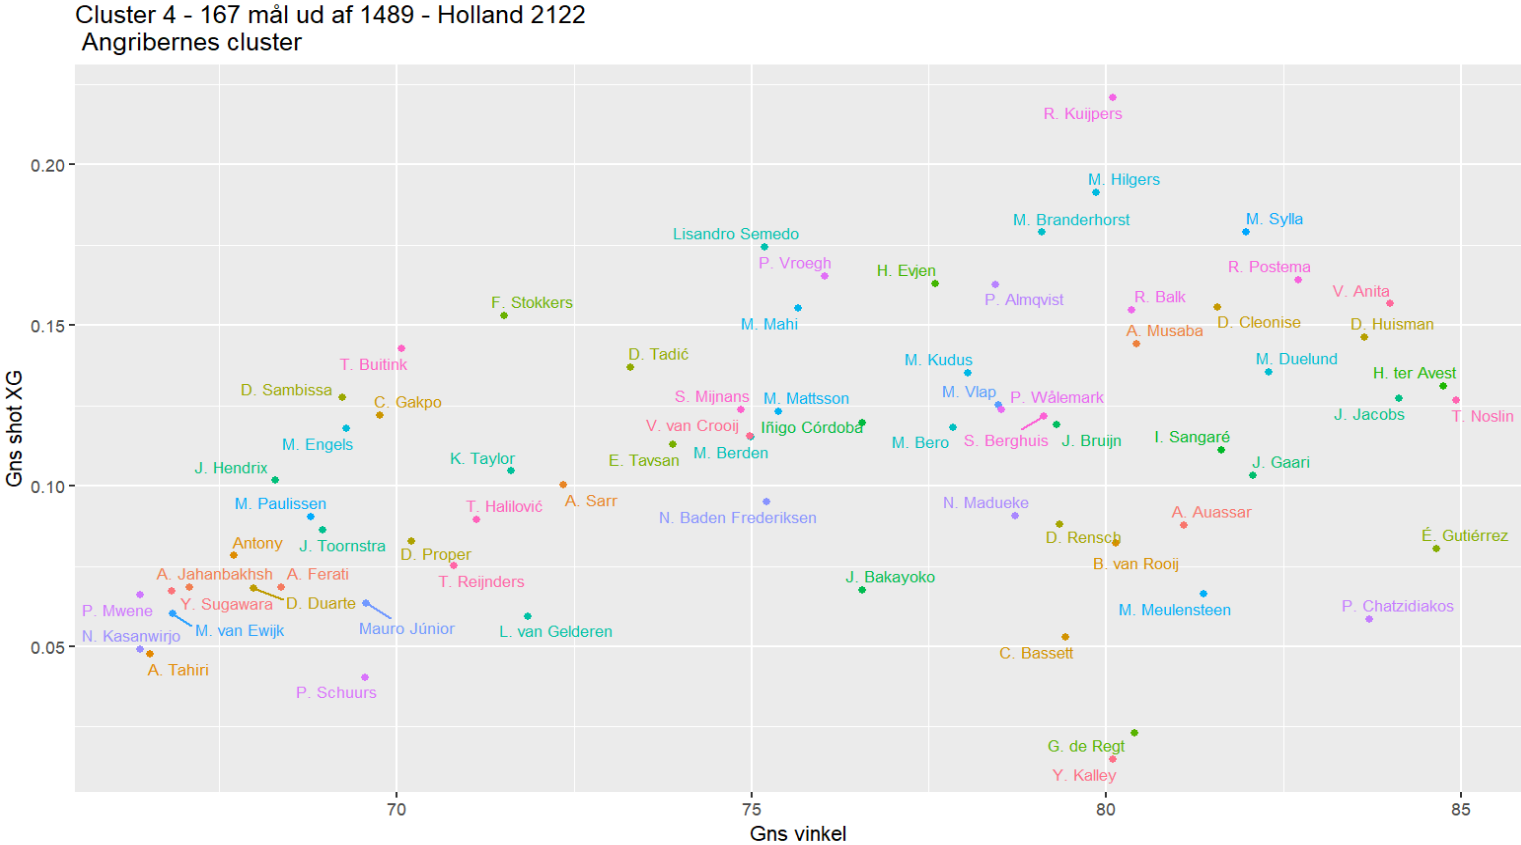 Cluster 4 - 167 mål ud af 1489 - Holland 2122
Angribernes cluster
R. Kuijpers
0.20
M. Hilgers
M. Branderhorst
M. Sylla
Lisandro Semedo
P. Vroegh
H. Evjen
R. Postema
V. Anita
P. Almqvist
R. Balk
F. Stokkers
M. Mahi
D. Cleonise
D. Huisman
0.15
A. Musaba
T. Buitink
D. Tadić
M. Kudus
M. Duelund
H. ter Avest
D. Sambissa
C. Gakpo
S. Mijnans
M. Mattsson
M. Vlap
P. Wålemark
J. Jacobs
T. Noslin
V. van Crooij
Iñigo Córdoba
M. Engels
M. Bero
S. Berghuis
J. Bruijn
I. Sangaré
M. Berden
E. Tavsan
K. Taylor
J. Hendrix
J. Gaari
0.10
A. Sarr
M. Paulissen
T. Halilović
N. Baden Frederiksen
N. Madueke
A. Auassar
J. Toornstra
Antony
D. Proper
D. Rensch
É. Gutiérrez
B. van Rooij
A. Jahanbakhsh
A. Ferati
T. Reijnders
J. Bakayoko
P. Mwene
Y. Sugawara
D. Duarte
M. Meulensteen
P. Chatzidiakos
N. Kasanwirjo
M. van Ewijk
Mauro Júnior
L. van Gelderen
0.05
C. Bassett
A. Tahiri
P. Schuurs
G. de Regt
Y. Kalley
70
75
80
85
Gns vinkel
Gns shot XG